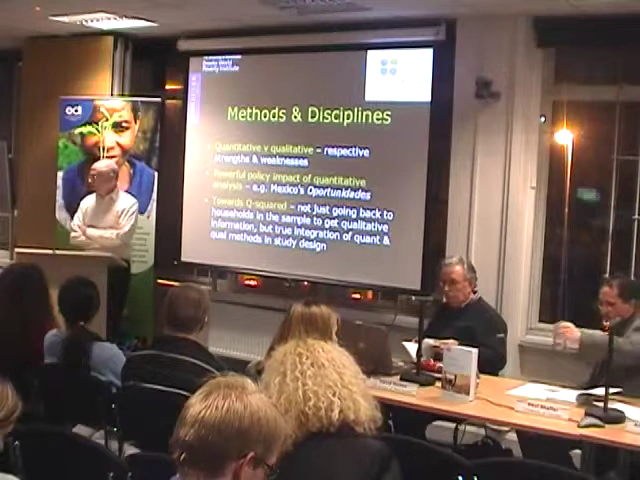 odi
Poverty Institute
Methods & Disciplines
Quantitative v qualitative – respective
strengths & weaknesses
Powerful policy impact of quantitative
analysis – e.g. Mexico's Oportunidades
Towards Q-squared – not just going back to
households in the sample to get qualitative
information, but true integration of quant &
qual methods in study design